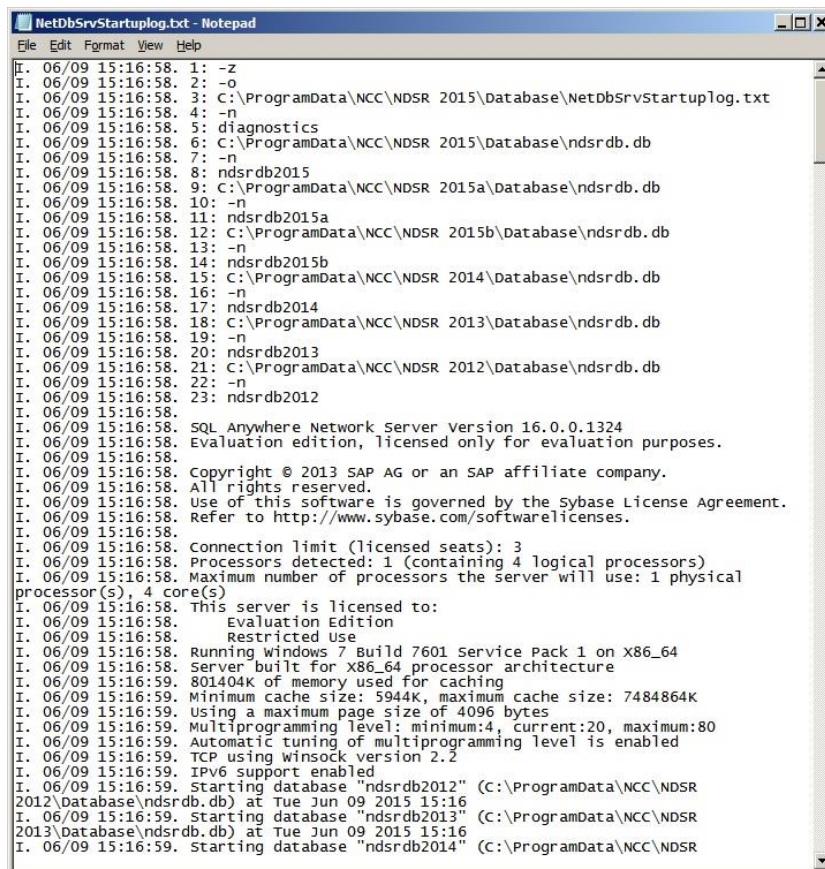 NetDbSrvStartuplog.txt - Notepad
File Edit Format View Help
I. 06/09 15:16:58. 1: -z
I. 06/09 15:16:58. 2: -o
I. 06/09 15:16:58. 3: C:\ProgramData\NCC\NDSR 2015\Database\NetDbSrvStartuplog.txt
I. 06/09 15:16:58. 4: -n
I. 06/09 15:16:58. 5: diagnostics
I. 06/09 15:16:58. 6: C:\ProgramData\NCC\NDSR 2015\Database\ndsrdb.db
I. 06/09 15:16:58. 7: -n
I. 06/09 15:16:58. 8: ndsrdb2015
I. 06/09 15:16:58. 9: C:\ProgramData\NCC\NDSR 2015a\Database\ndsrdb.db
I. 06/09 15:16:58. 10: -n
I. 06/09 15:16:58. 11: ndsrdb2015a
I. 06/09 15:16:58. 12: C:\ProgramData\NCC\NDSR 2015b\Database\ndsrdb.db
I. 06/09 15:16:58. 13: -n
I. 06/09 15:16:58. 14: ndsrdb2015b
I. 06/09 15:16:58. 15: C:\ProgramData\NCC\NDSR 2014\Database\ndsrdb.db
I. 06/09 15:16:58. 16: -n
I. 06/09 15:16:58. 17: ndsrdb2014
I. 06/09 15:16:58. 18: C:\ProgramData\NCC\NDSR 2013\Database\ndsrdb.db
I. 06/09 15:16:58. 19: -n
I. 06/09 15:16:58. 20: ndsrdb2013
I. 06/09 15:16:58. 21: C:\ProgramData\NCC\NDSR 2012\Database\ndsrdb.db
I. 06/09 15:16:58. 22: -n
I. 06/09 15:16:58. 23: ndsrdb2012
I. 06/09 15:16:58.
I. 06/09 15:16:58. SQL Anywhere Network Server Version 16.0.0.1324
I. 06/09 15:16:58. Evaluation edition, licensed only for evaluation purposes.
I. 06/09 15:16:58.
I. 06/09 15:16:58. Copyright © 2013 SAP AG or an SAP affiliate company.
I. 06/09 15:16:58. All rights reserved.
I. 06/09 15:16:58. Use of this software is governed by the Sybase License Agreement.
I. 06/09 15:16:58. Refer to http://www.sybase.com/softwarelicenses.
I. 06/09 15:16:58.
I. 06/09 15:16:58. Connection limit (licensed seats): 3
I. 06/09 15:16:58. Processors detected: 1 (containing 4 logical processors)
I. 06/09 15:16:58. Maximum number of processors the server will use: 1 physical
processor(s), 4 core(s)
I. 06/09 15:16:58. This server is licensed to:
I. 06/09 15:16:58. Evaluation Edition
I. 06/09 15:16:58. Restricted Use
I. 06/09 15:16:58. Running Windows 7 Build 7601 Service Pack 1 on X86_64
I. 06/09 15:16:58. Server built for X86_64 processor architecture
I. 06/09 15:16:59. 801404K of memory used for caching
I. 06/09 15:16:59. Minimum cache size: 5944K, maximum cache size: 7484864K
I. 06/09 15:16:59. Using a maximum page size of 4096 bytes
I. 06/09 15:16:59. Multiprogramming level: minimum:4, current:20, maximum:80
I. 06/09 15:16:59. Automatic tuning of multiprogramming level is enabled
I. 06/09 15:16:59. TCP using Winsock version 2.2
I. 06/09 15:16:59. IPv6 support enabled
I. 06/09 15:16:59. Starting database "ndsrdb2012" (C:\ProgramData\NCC\NDSR
2012\Database\ndsrdb.db) at Tue Jun 09 2015 15:16
I. 06/09 15:16:59. Starting database "ndsrdb2013" (C:\ProgramData\NCC\NDSR
2013\Database\ndsrdb.db) at Tue Jun 09 2015 15:16
I. 06/09 15:16:59. Starting database "ndsrdb2014" (C:\ProgramData\NCC\NDSR